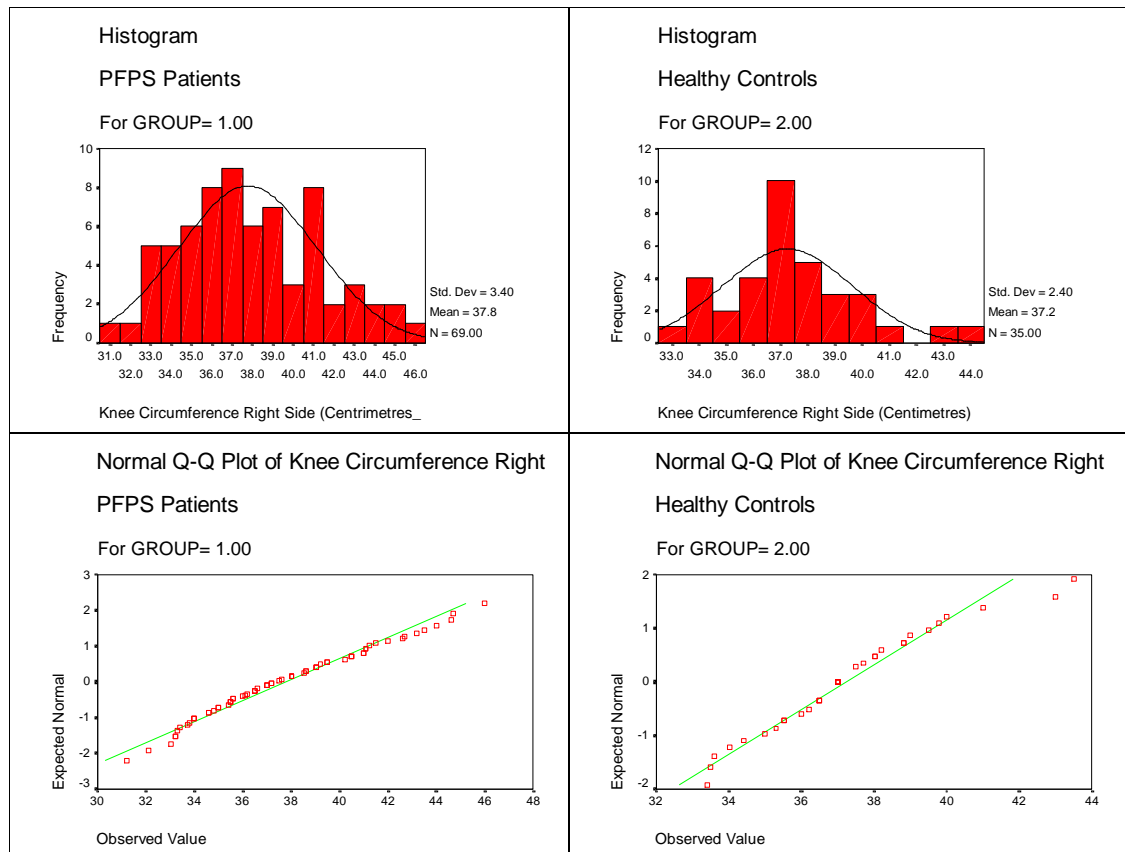 Histogram
PFPS Patients
For GROUP= 1.00
10
8
6
4
2
0
Frequency
Std. Dev = 3.40
Mean = 37.8
N = 69.00
31.0 33.0 35.0 37.0 39.0 41.0 43.0 45.0
32.0 34.0 36.0 38.0 40.0 42.0 44.0 46.0
Knee Circumference Right Side (Centrimetres_
Histogram
Healthy Controls
For GROUP= 2.00
12
10
8
6
4
2
0
Frequency
Std. Dev = 2.40
Mean = 37.2
N = 35.00
33.0 35.0 37.0 39.0 41.0 43.0
34.0 36.0 38.0 40.0 42.0 44.0
Knee Circumference Right Side (Centimetres)
Normal Q-Q Plot of Knee Circumference Right
PFPS Patients
For GROUP= 1.00
3
2
1
0
-1
-2
-3
Expected Normal
30 32 34 36 38 40 42 44 46 48
Observed Value
Normal Q-Q Plot of Knee Circumference Right
Healthy Controls
For GROUP= 2.00
2
1
0
-1
-2
Expected Normal
32 34 36 38 40 42 44
Observed Value